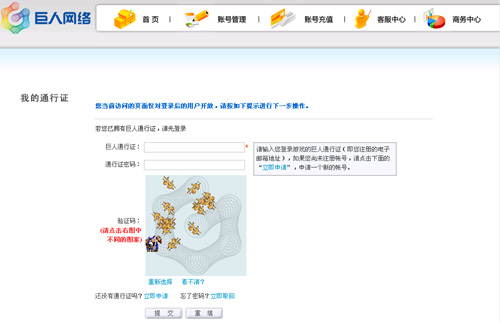 巨人网络
首 页 | 账号管理 | 账号充值 | 客服中心 | 商务中心
我的通行证
您当前访问的页面仅对登录后的用户开放，请按如下提示进行下一步操作。
若您已拥有巨人通行证，请先登录
巨人通行证： *
请输入您登录游戏的巨人通行证（即您注册的电子
邮箱地址），如果您尚未注册帐号，请点击下面的
“立即申请”，申请一个新的帐号。
通行证密码：
验证码：
(请点击右图中
不同的图案)
重新选择 看不清？
还没有通行证吗？立即申请 忘了密码？立即取回
提 交 重 填